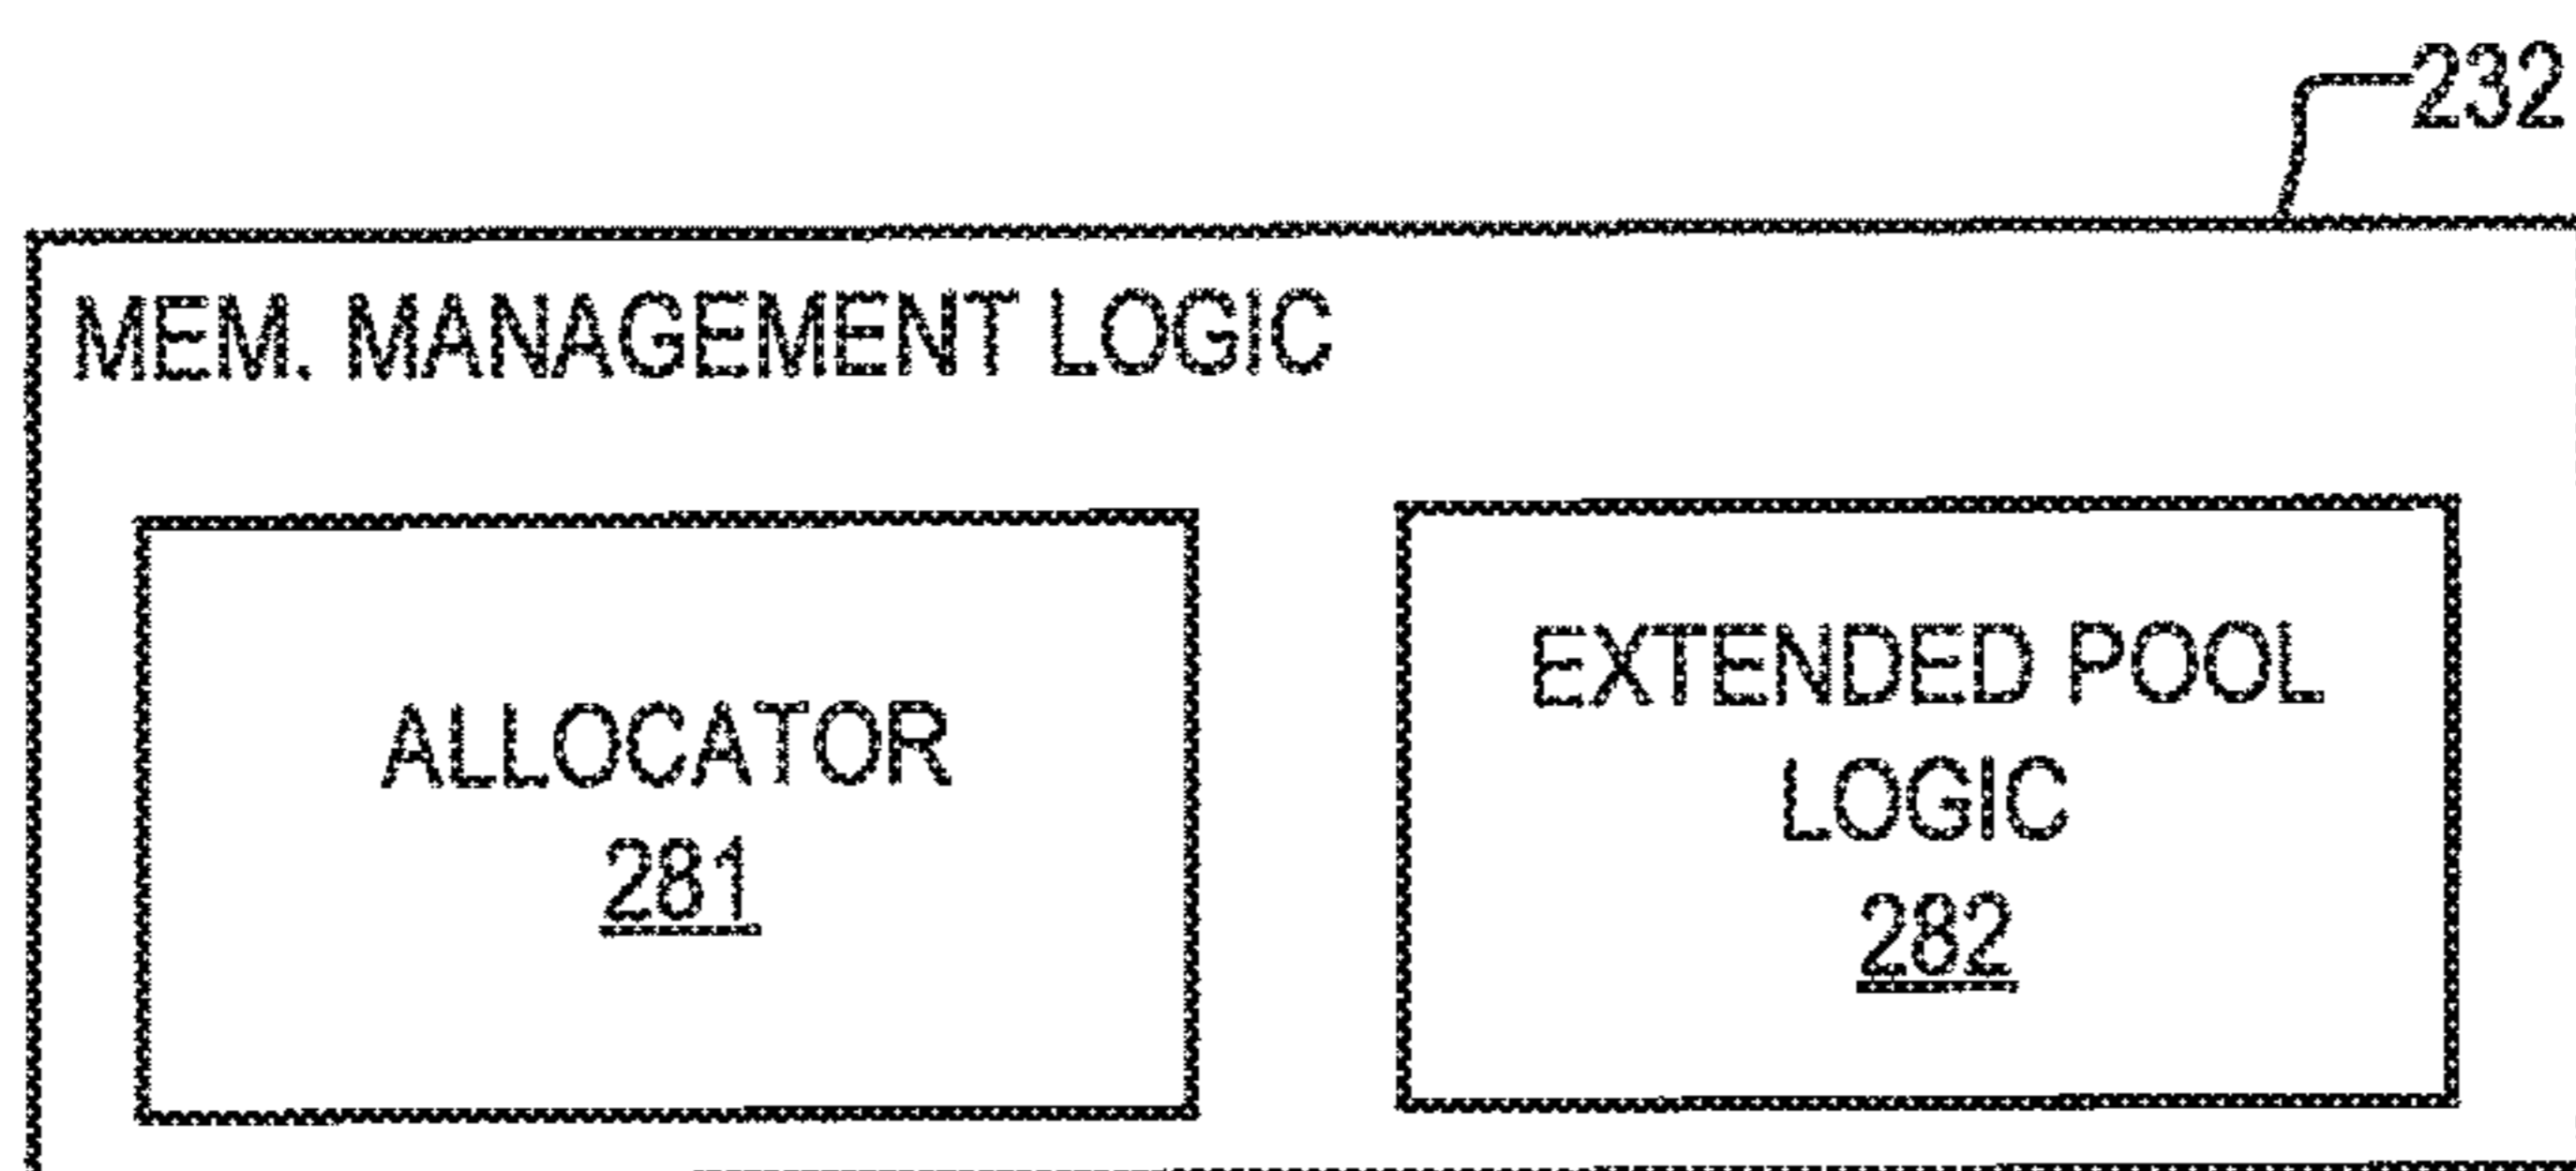 232
MEM. MANAGEMENT LOGIC
ALLOCATOR
281
EXTENDED POOL
LOGIC
282